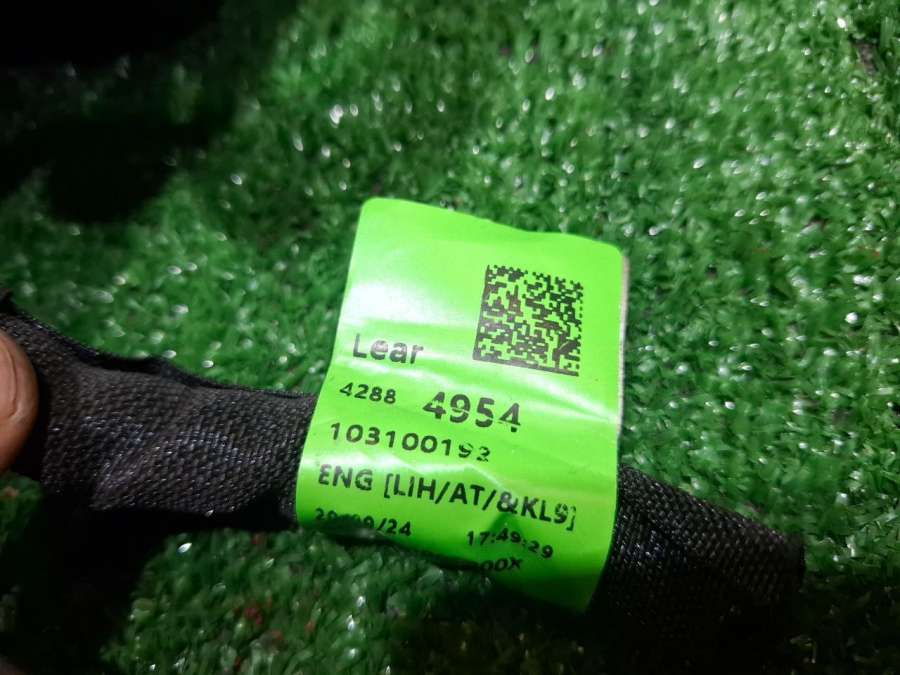 Lear
4288 4954
103100192
ENG [LIH/AT/&KL9]
17:49:29